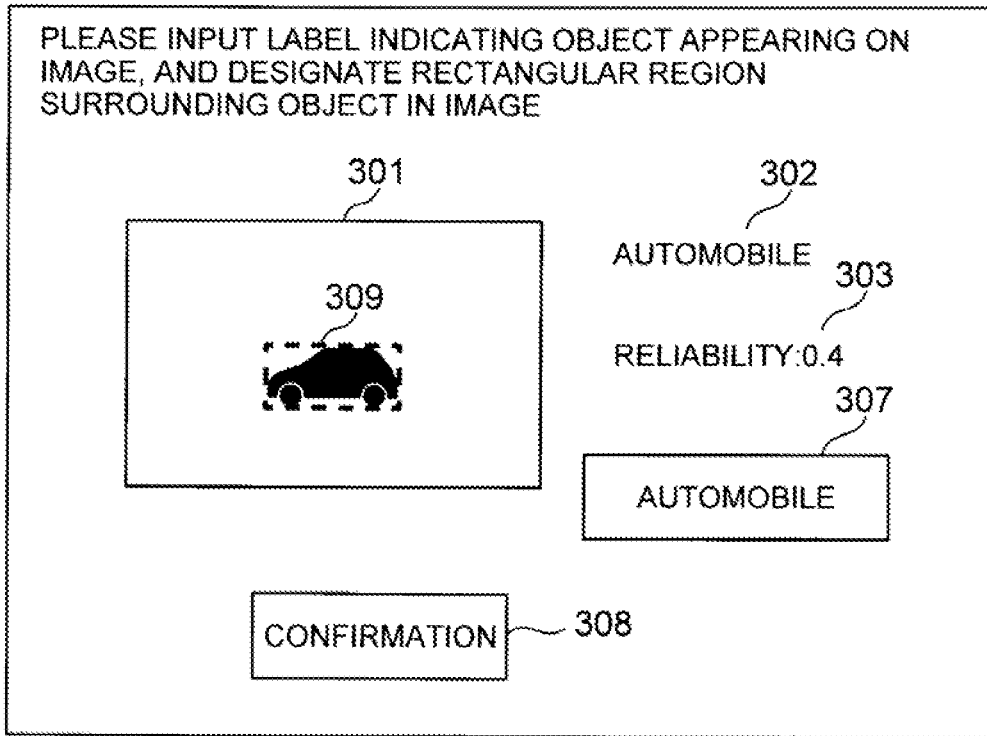 PLEASE INPUT LABEL INDICATING OBJECT APPEARING ON
IMAGE, AND DESIGNATE RECTANGULAR REGION
SURROUNDING OBJECT IN IMAGE
301
302
AUTOMOBILE
303
309
RELIABILITY:0.4
307
AUTOMOBILE
CONFIRMATION
308